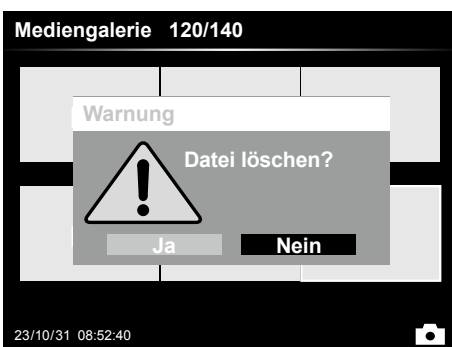 Mediengalerie 120/140
Warnung
Datei löschen?
Ja Nein
23/10/31 08:52:40